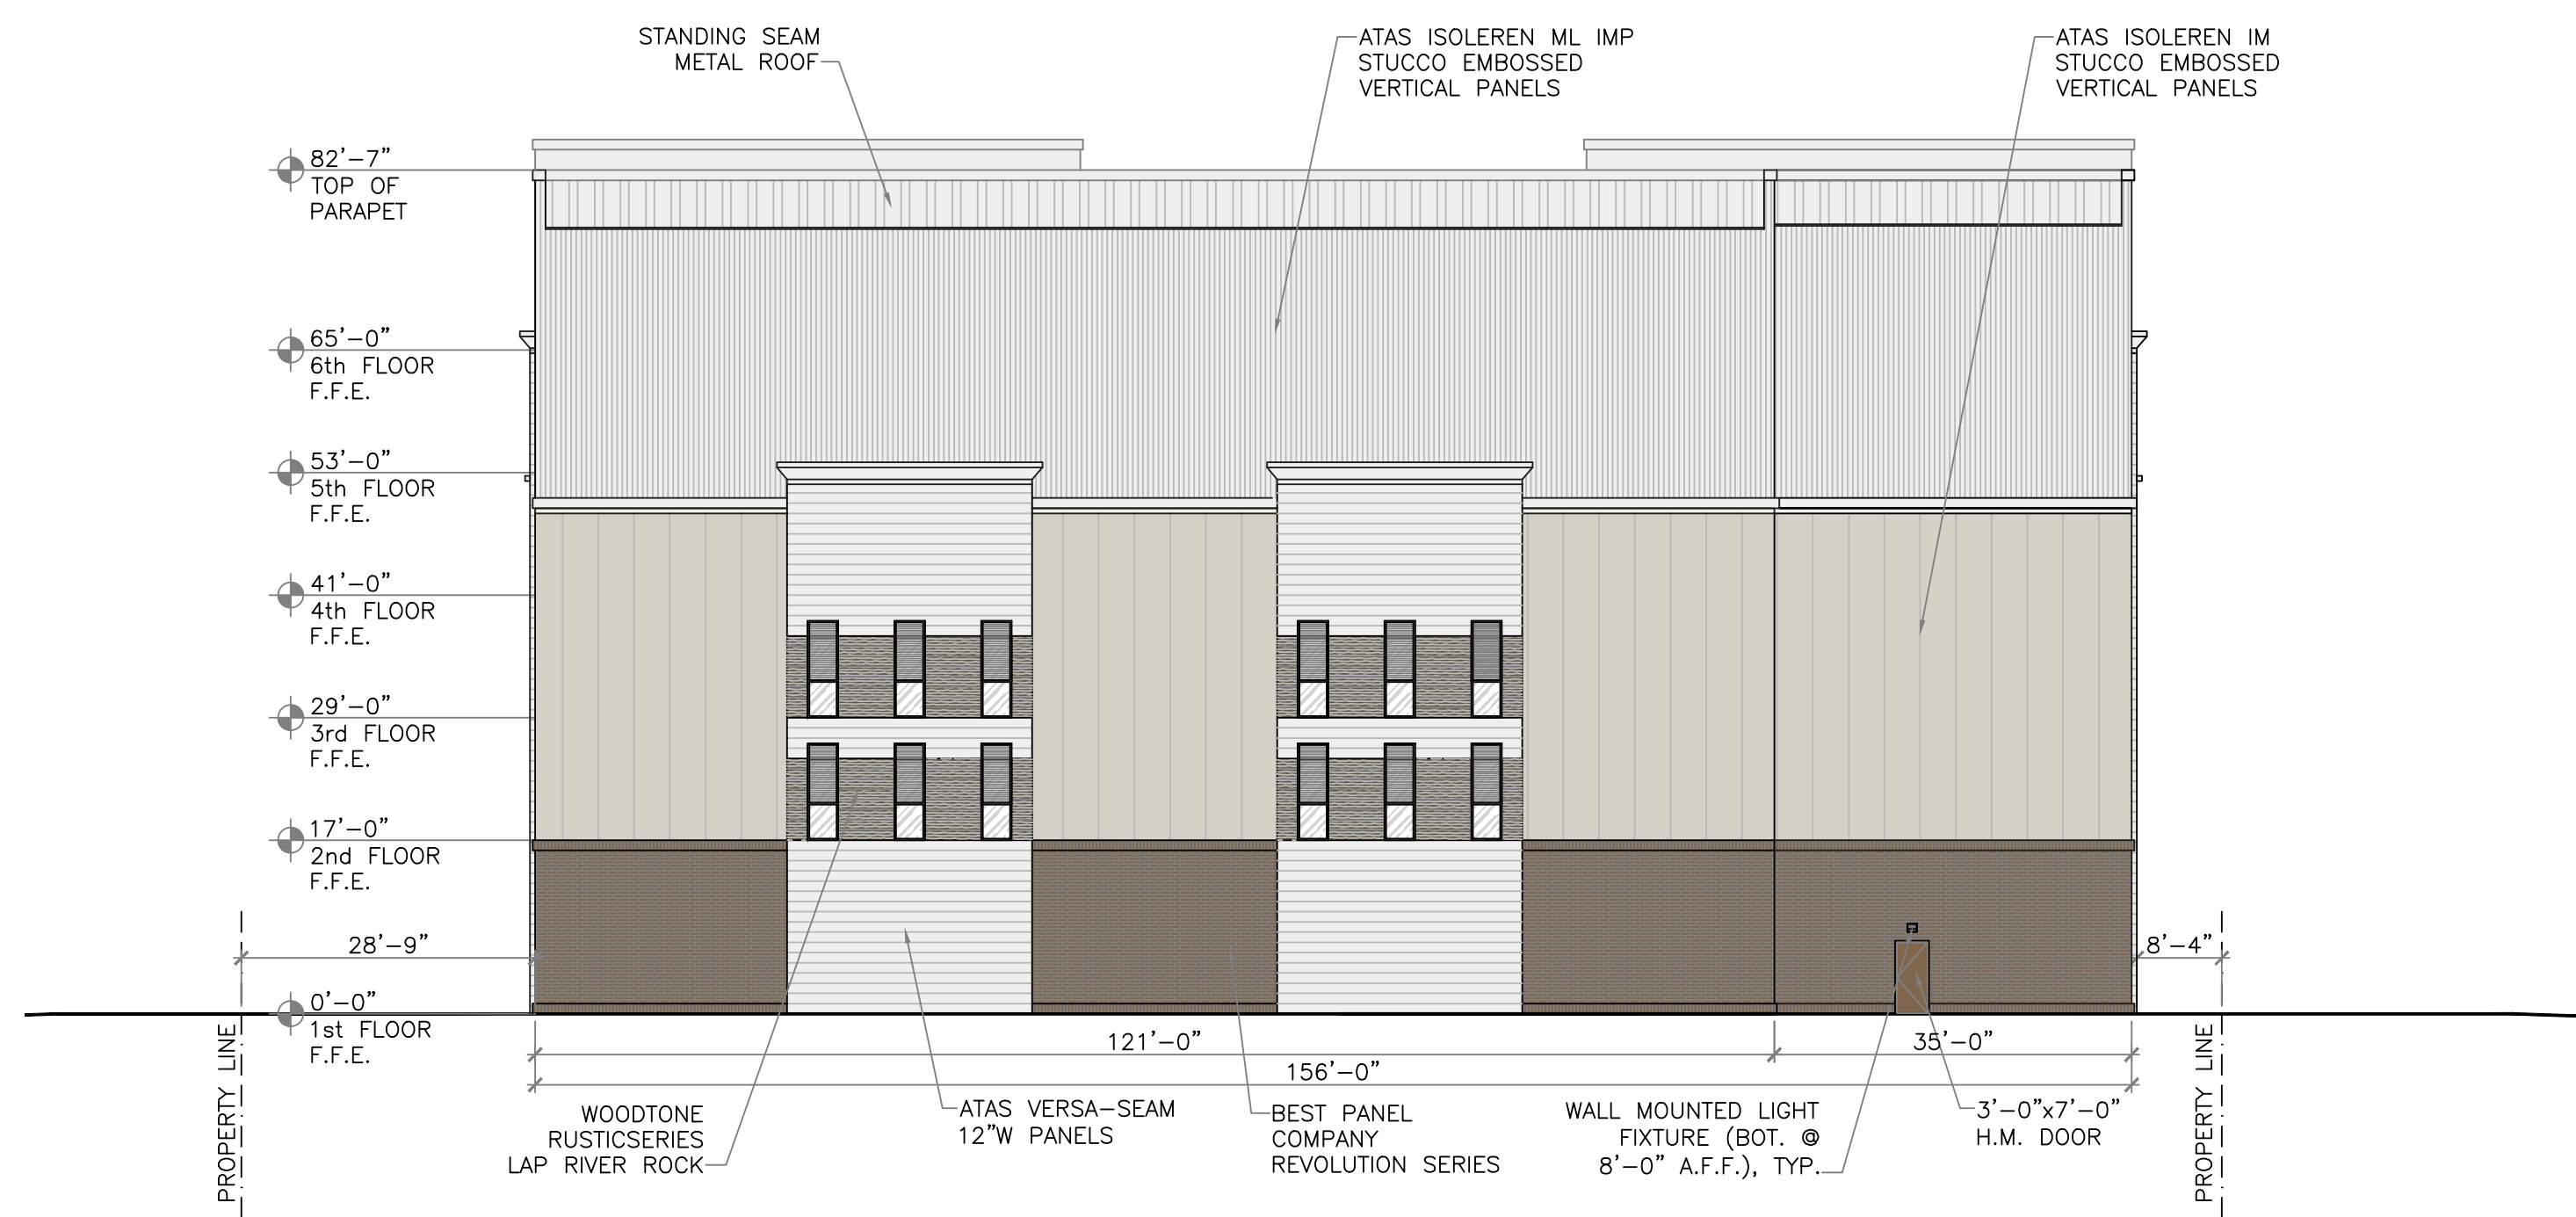 STANDING SEAM
METAL ROOF
ATAS ISOLEREN ML IMP
STUCCO EMBOSSED
VERTICAL PANELS
ATAS ISOLEREN IM
STUCCO EMBOSSED
VERTICAL PANELS
82'-7"
TOP OF
PARAPET
65'-0"
6th FLOOR
F.F.E.
53'-0"
5th FLOOR
F.F.E.
41'-0"
4th FLOOR
F.F.E.
29'-0"
3rd FLOOR
F.F.E.
17'-0"
2nd FLOOR
F.F.E.
28'-9"
8'-4"
0'-0"
1st FLOOR
F.F.E.
PROPERTY LINE
PROPERTY LINE
121'-0"
35'-0"
156'-0"
WOODTONE
RUSTICSERIES
LAP RIVER ROCK
ATAS VERSA-SEAM
12"W PANELS
BEST PANEL
COMPANY
REVOLUTION SERIES
WALL MOUNTED LIGHT
FIXTURE (BOT. @
8'-0" A.F.F.), TYP.
3'-0"x7'-0"
H.M. DOOR